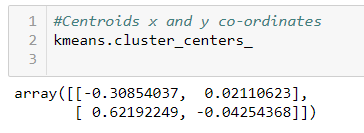 1 #Centroids x and y co-ordinates
2 kmeans.cluster_centers_
3
array([[-0.30854037,  0.02110623],
       [ 0.62192249, -0.04254368]])